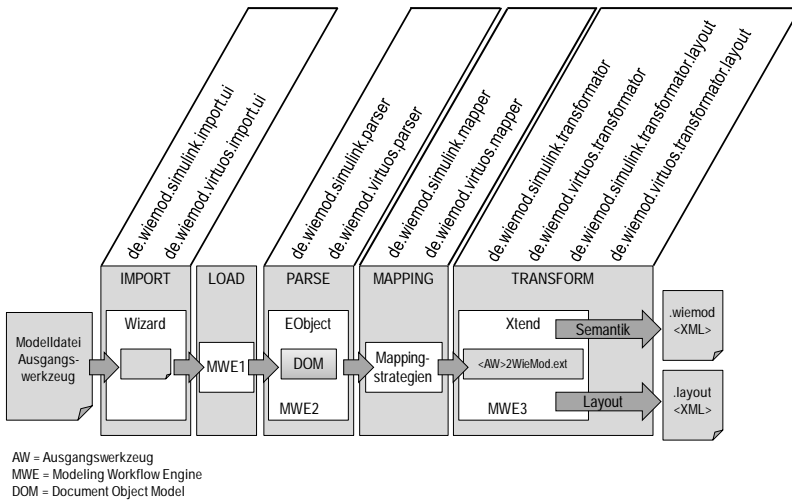 de.wiemod.simulink.import.ui
de.wiemod.virtuos.import.ui
de.wiemod.simulink.parser
de.wiemod.virtuos.parser
de.wiemod.simulink.mapper
de.wiemod.virtuos.mapper
de.wiemod.simulink.transformator
de.wiemod.virtuos.transformator
de.wiemod.simulink.transformator.layout
de.wiemod.virtuos.transformator.layout
IMPORT
LOAD
PARSE
MAPPING
TRANSFORM
Modelldatei
Ausgangs-
werkzeug
Wizard
MWE1
EObject
DOM
MWE2
Mapping-
strategien
Xtend
Semantik
<AW>2WieMod.ext
MWE3
Layout
.wiemod
<XML>
.layout
<XML>
AW = Ausgangswerkzeug
MWE = Modeling Workflow Engine
DOM = Document Object Model